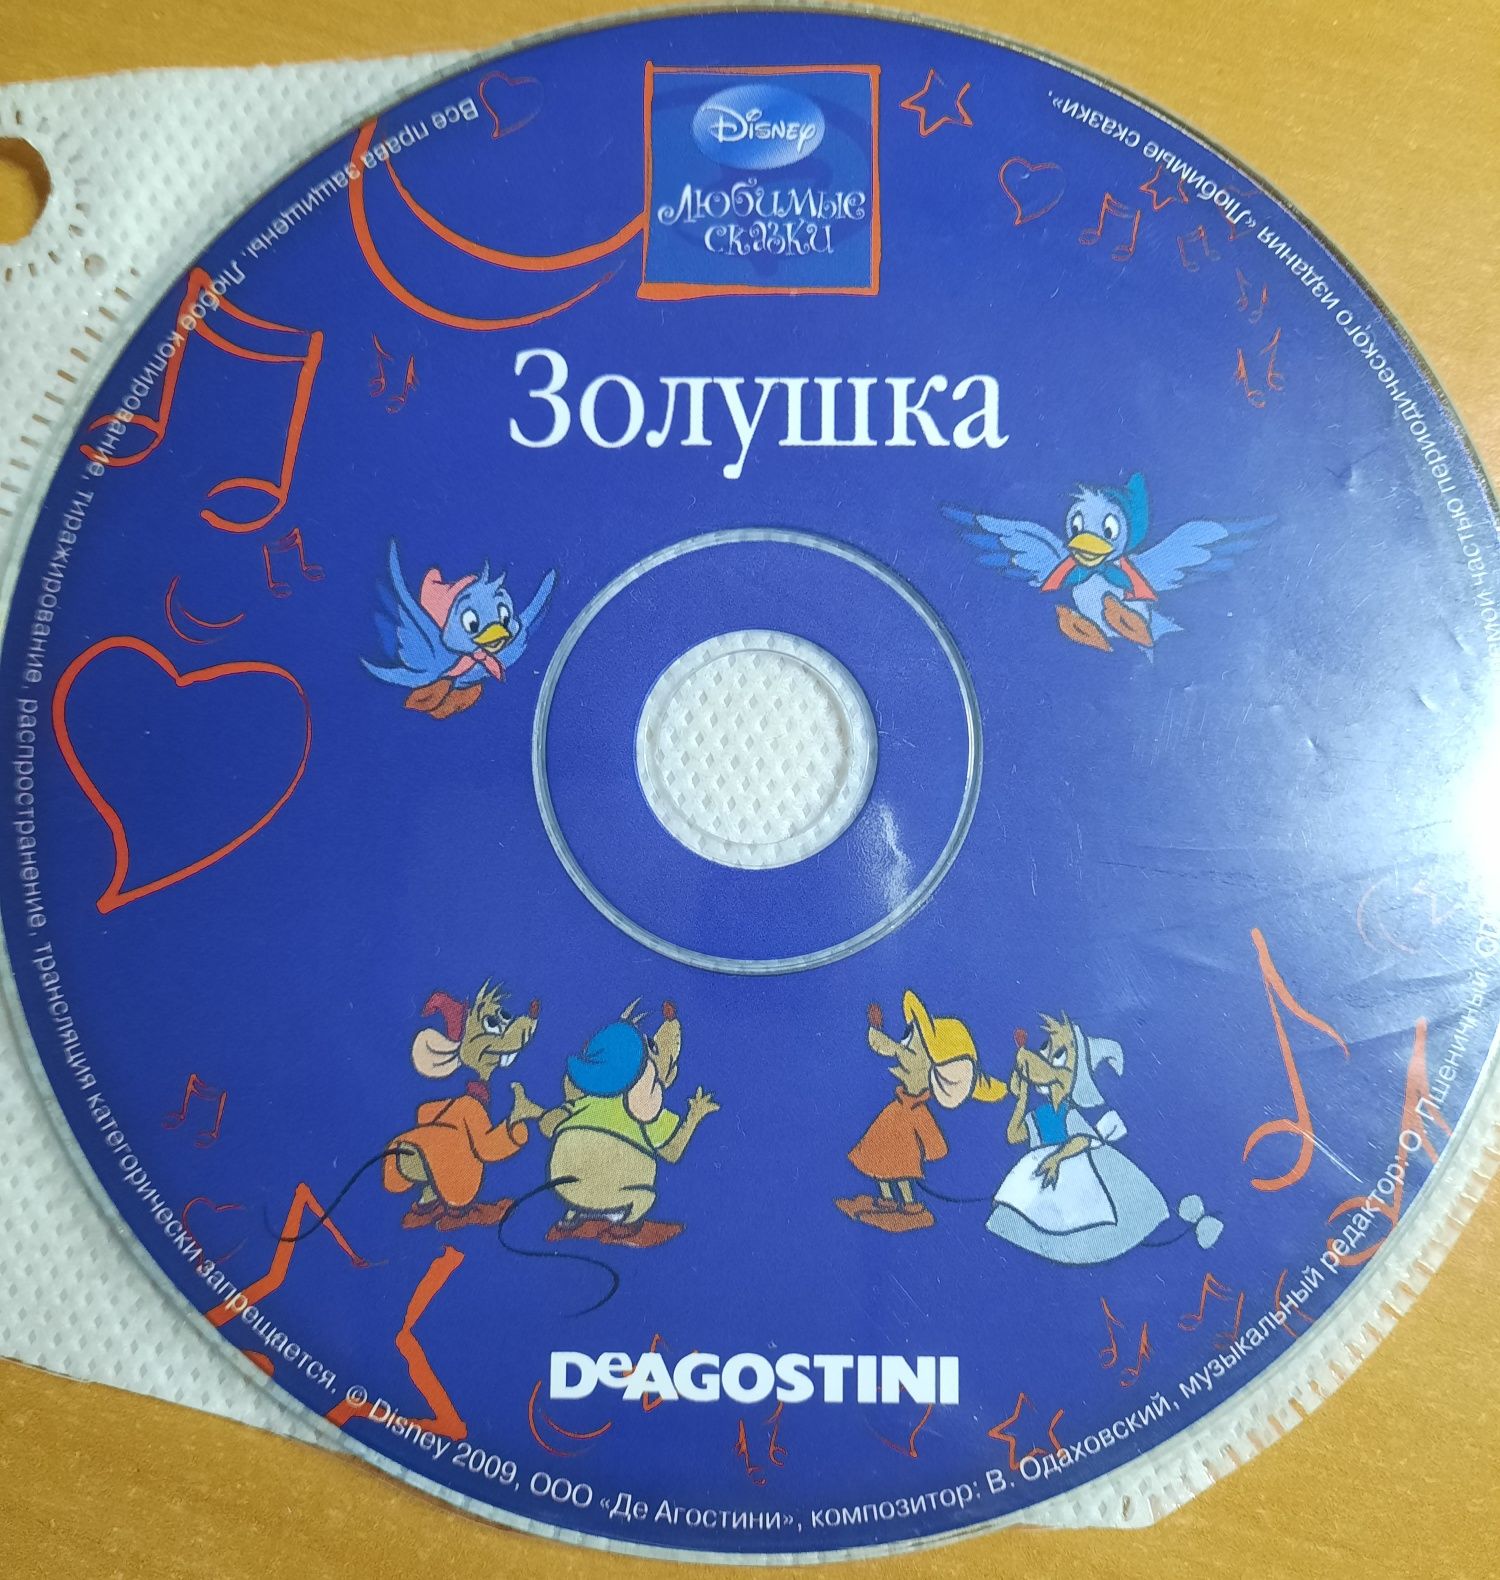 Disney
Любимые
сказки
Золушка
DeAGOSTINI
Все права защищены. Любое копирование, тиражирование, распространение, трансляция категорически запрещается. © Disney 2009, ООО «Де Агостини», композитор: В. Одаховский, музыкальный редактор: О. Пшеничный. частью периодического издания «Любимые сказки».